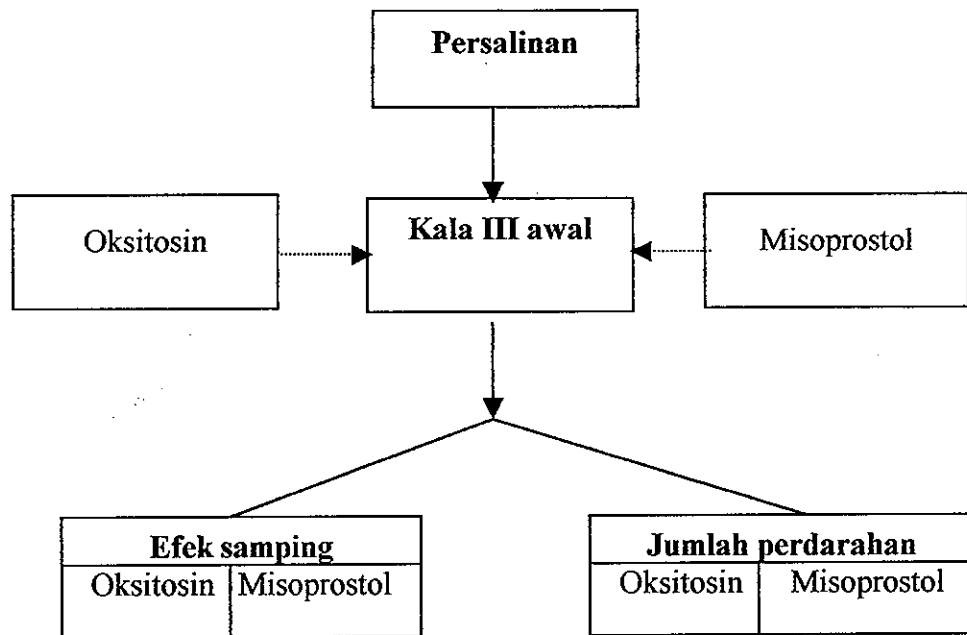 Persalinan
Oksitosin
Kala III awal
Misoprostol
Efek samping
Oksitosin Misoprostol
Jumlah perdarahan
Oksitosin Misoprostol